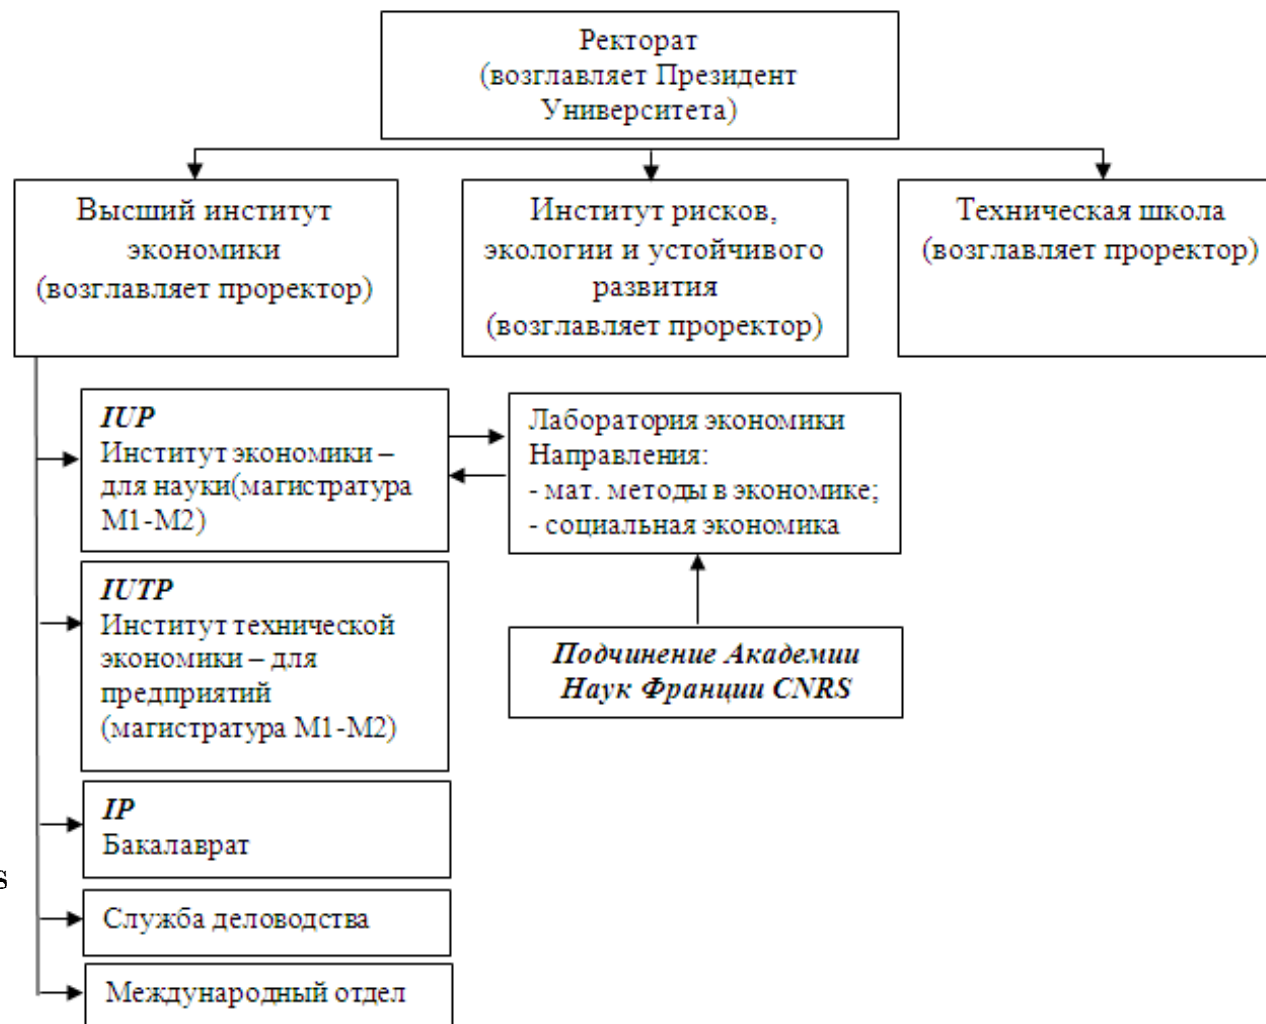 Ректорат
(возглавляет Президент
Университета)
Высший институт
экономики
(возглавляет проректор)
Институт рисков,
экологии и устойчивого
развития
(возглавляет проректор)
Техническая школа
(возглавляет проректор)
IUP
Институт экономики –
для науки(магистратура
М1-М2)
Лаборатория экономики
Направления:
- мат. методы в экономике;
- социальная экономика
IUTP
Институт технической
экономики – для
предприятий
(магистратура М1-М2)
Подчинение Академии
Наук Франции CNRS
IP
Бакалаврат
s
Служба деловодства
Международный отдел